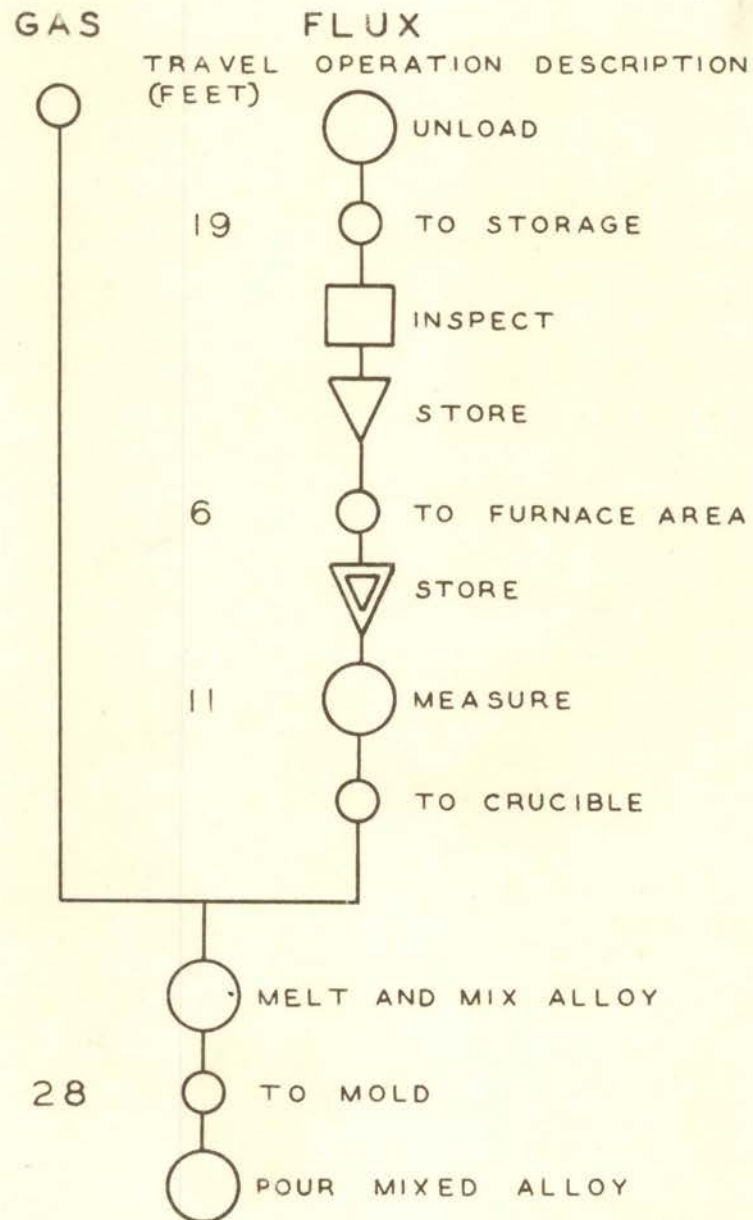 GAS FLUX
TRAVEL OPERATION DESCRIPTION
(FEET)
UNLOAD
19 TO STORAGE
INSPECT
STORE
6 TO FURNACE AREA
STORE
11 MEASURE
TO CRUCIBLE
MELT AND MIX ALLOY
28 TO MOLD
POUR MIXED ALLOY